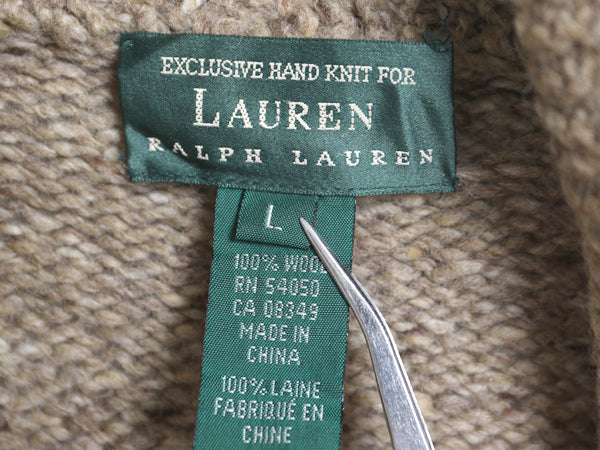 EXCLUSIVE HAND KNIT FOR
LAUREN
RALPH LAUREN
L
100% WOOL
RN 54050
CA 08349
MADE IN
CHINA
100% LAINE
FABRIQUÉ EN
CHINE